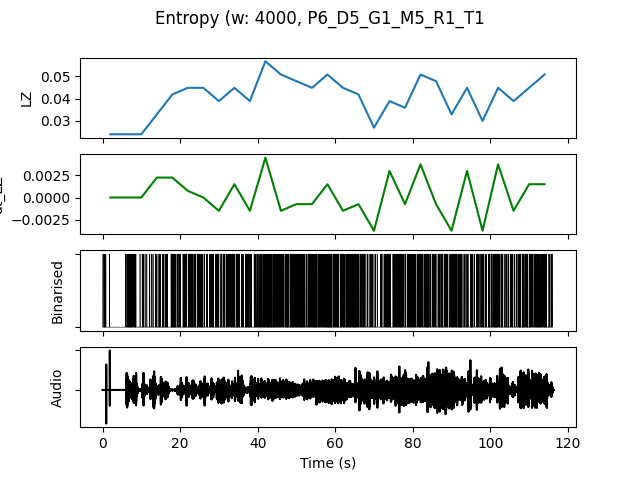 Entropy (w: 4000, P6_D5_G1_M5_R1_T1
0.05
0.04
0.03
LZ
0.0025
0.0000
−0.0025
Binarised
Audio
0 20 40 60 80 100 120
Time (s)